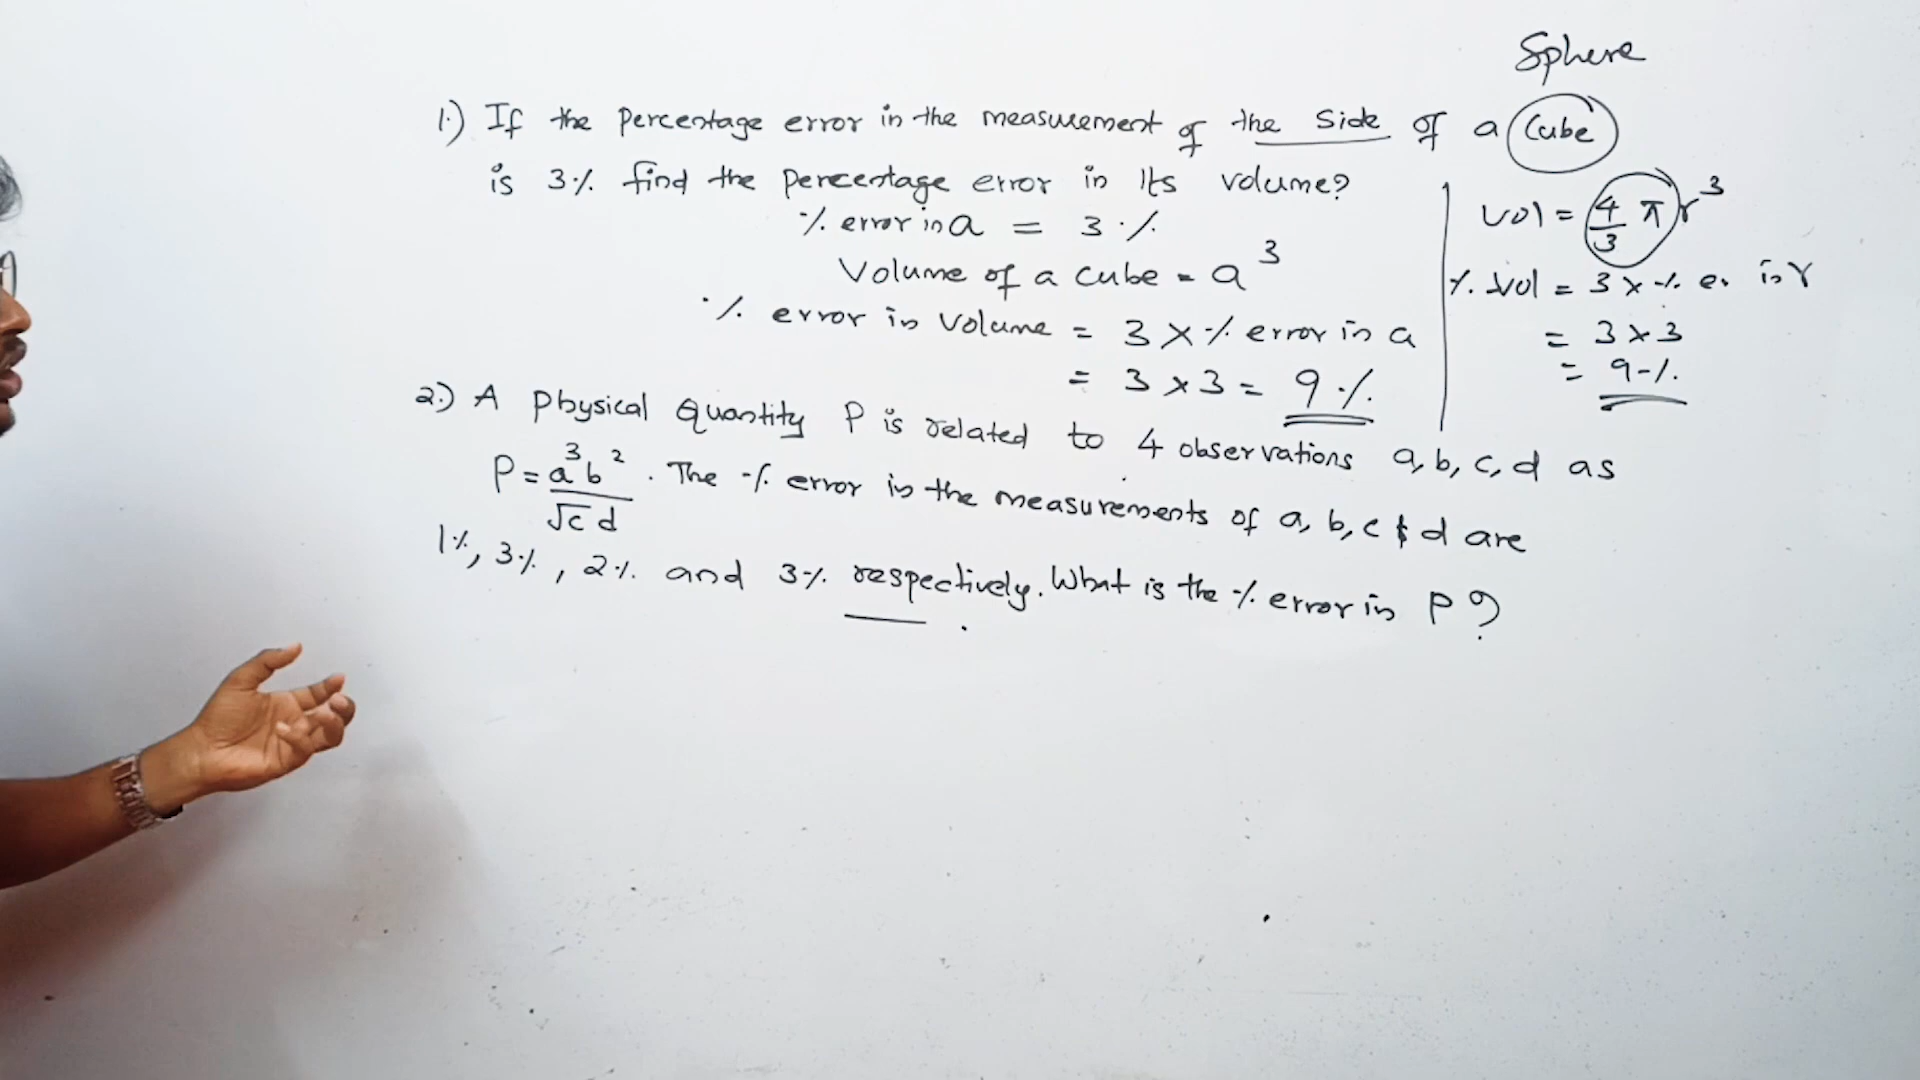 Sphere
1.) If the percentage error in the measurement of the side of a cube
is 3% find the percentage error in its volume?
% error in a = 3 %
Volume of a cube = a³
% error in Volume = 3 × % error in a
= 3 × 3 = 9 %
Vol = 4/3 π r³
% Vol = 3 × % er in r
= 3 × 3
= 9 %
2.) A physical quantity P is related to 4 observations a, b, c, d as
P = a³b²/√c d . The % error in the measurements of a, b, c & d are
1%, 3%, 2% and 3% respectively. What is the % error in P?